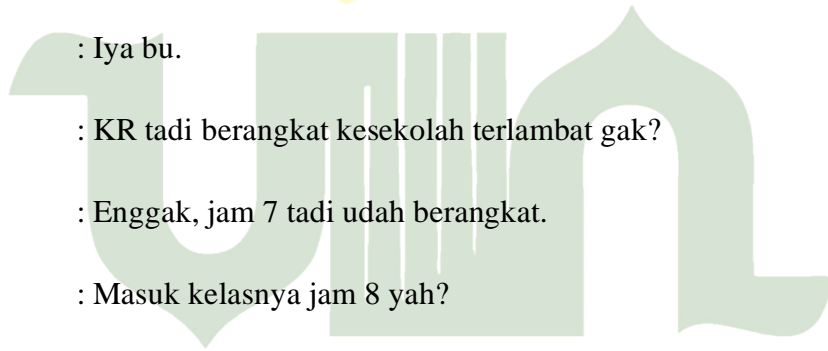 : Iya bu.
: KR tadi berangkat kesekolah terlambat gak?
: Enggak, jam 7 tadi udah berangkat.
: Masuk kelasnya jam 8 yah?